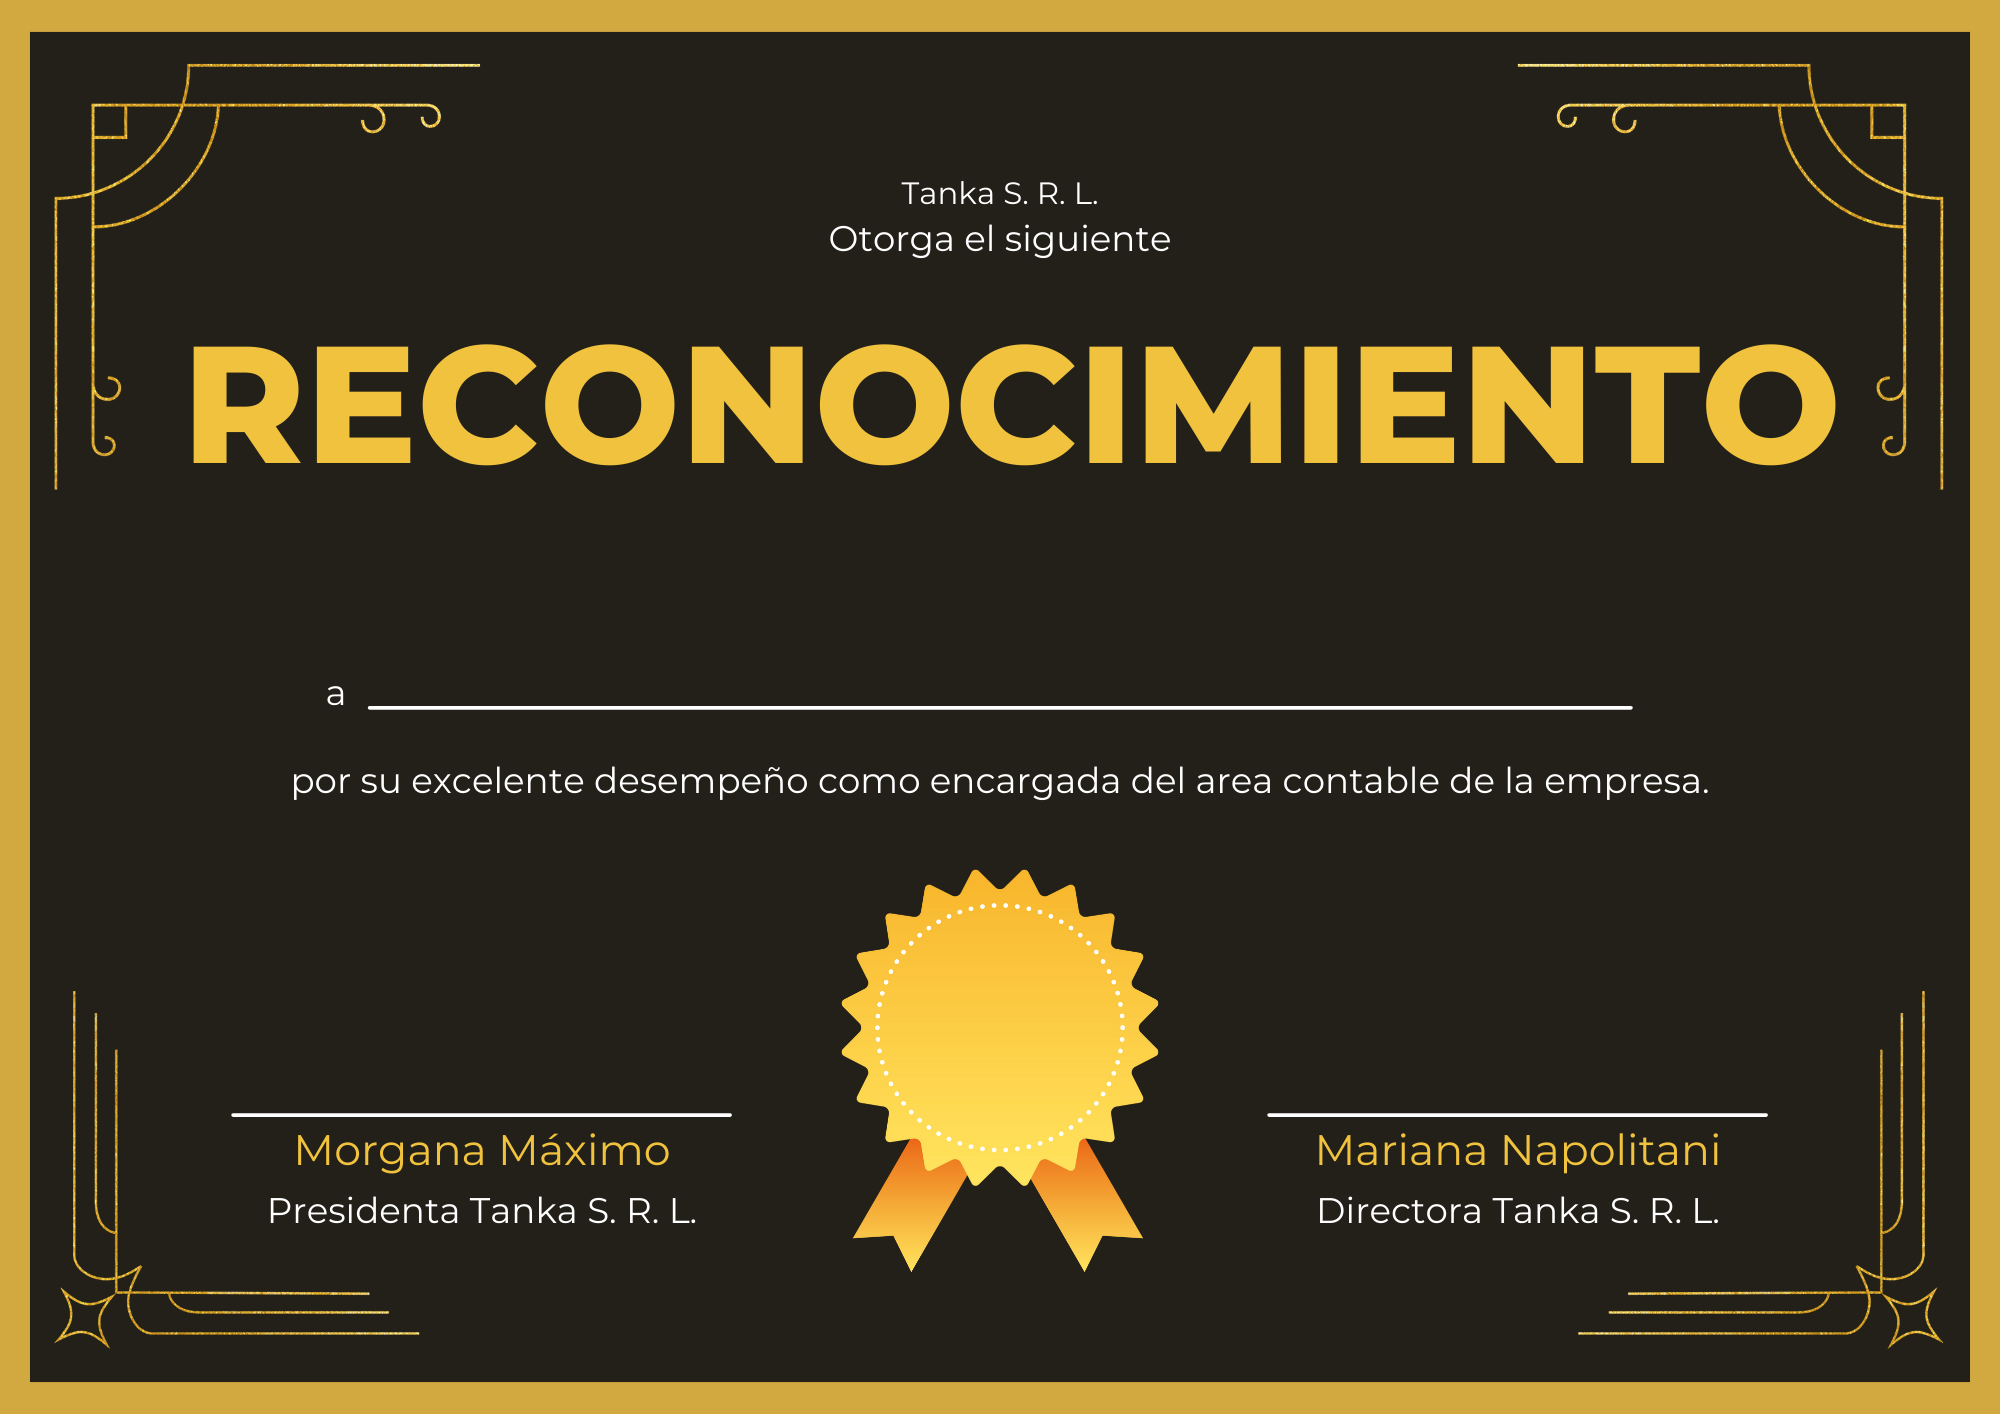 Tanka S. R. L.
Otorga el siguiente
RECONOCIMIENTO
a
por su excelente desempeño como encargada del area contable de la empresa.
Morgana Máximo
Presidenta Tanka S. R. L.
Mariana Napolitani
Directora Tanka S. R. L.